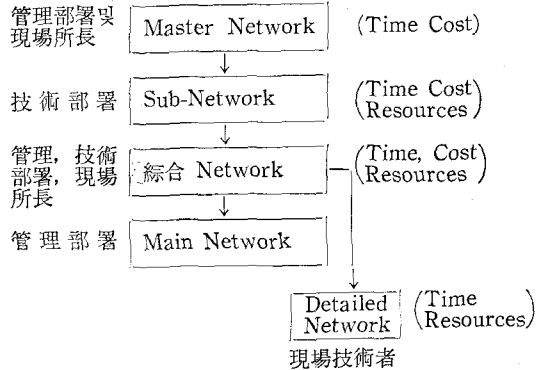 管理部署및
現場所長
Master Network
(Time Cost)
技術部署
Sub-Network
(Time Cost
Resources)
管理, 技術
部署, 現場
所長
綜合 Network
(Time, Cost
Resources)
管理部署
Main Network
Detailed
Network
(Time
Resources)
現場技術者